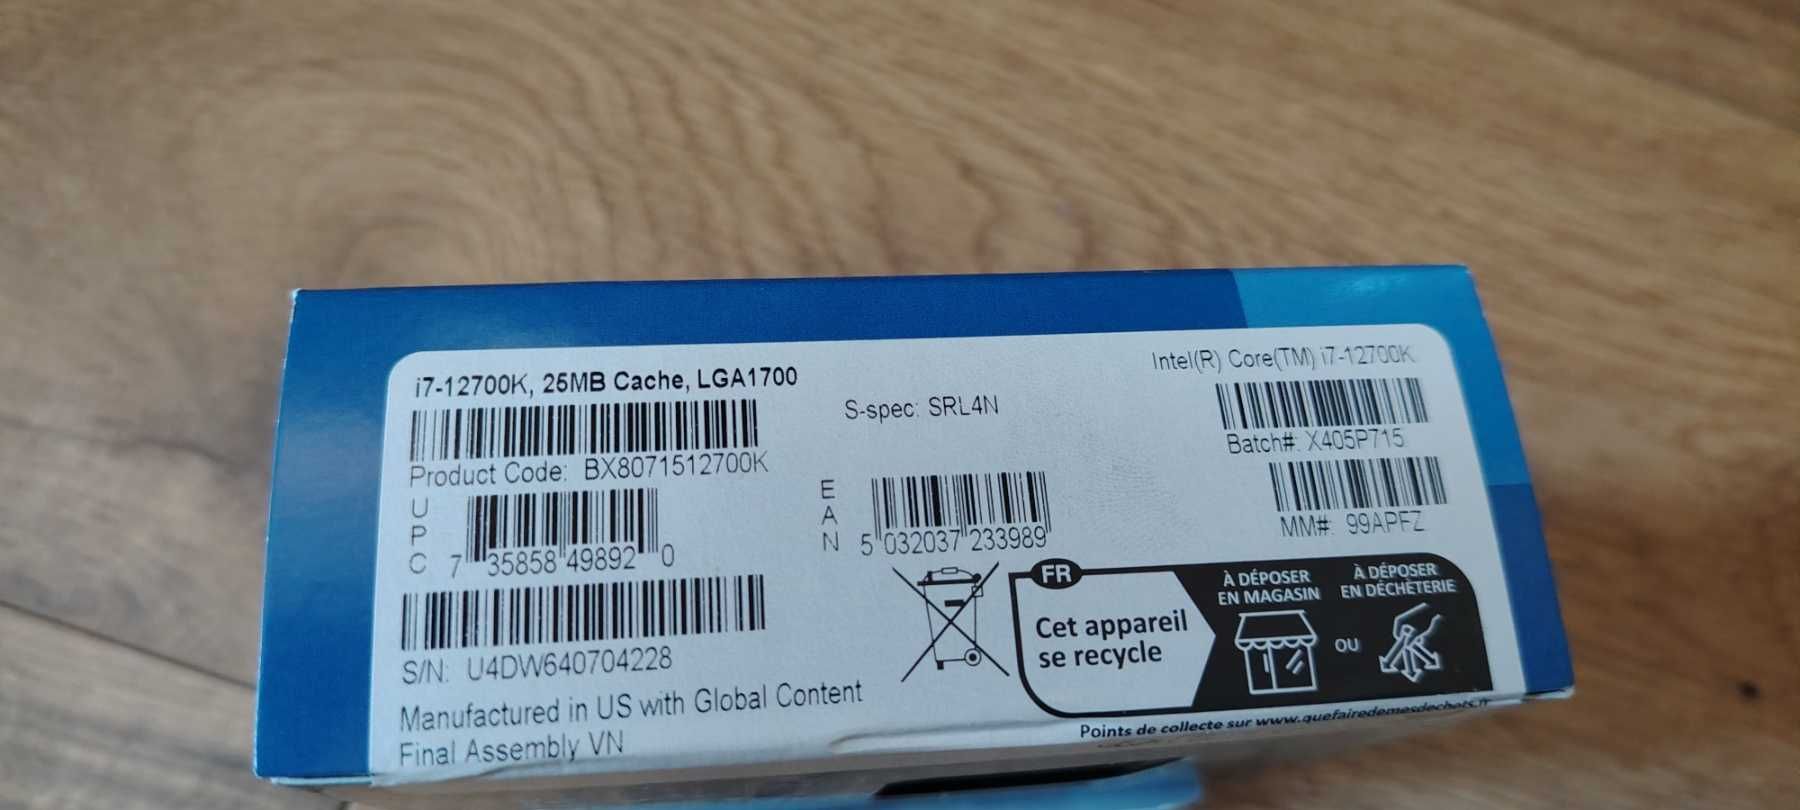 i7-12700K, 25MB Cache, LGA1700
Product Code: BX8071512700K
UPC
7 35858 49892 0
S/N: U4DW640704228
Manufactured in US with Global Content
Final Assembly VN
S-spec: SRL4N
EAN
5 032037 233989
Intel(R) Core(TM) i7-12700K
Batch#: X405P715
MM#: 99APFZ
FR
Cet appareil
se recycle
À DÉPOSER
EN MAGASIN
OU
À DÉPOSER
EN DÉCHÈTERIE
Points de collecte sur www.quefairedemesdechets.fr